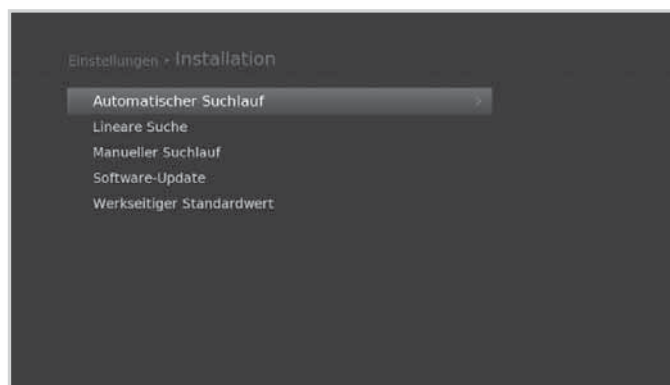 Einstellungen • Installation
Automatischer Suchlauf
Lineare Suche
Manueller Suchlauf
Software-Update
Werkseitiger Standardwert